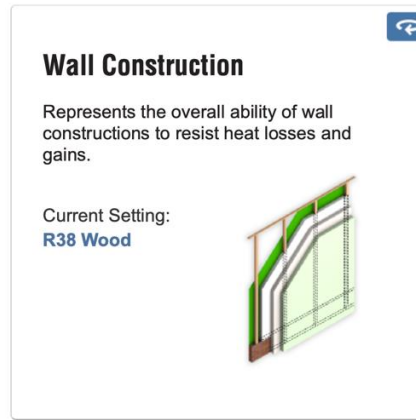 Wall Construction
Represents the overall ability of wall
constructions to resist heat losses and
gains.
Current Setting:
R38 Wood